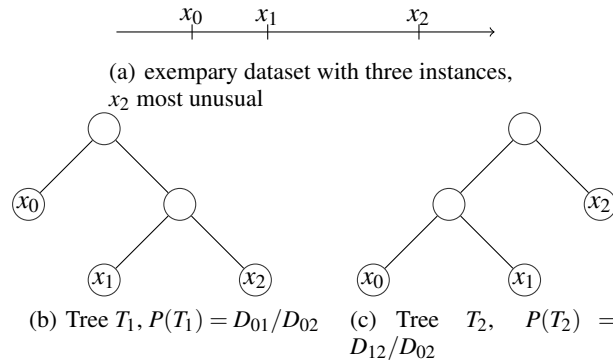 x₀ x₁ x₂
(a) exempary dataset with three instances,
x₂ most unusual
x₀ x₂
x₁ x₂ x₀ x₁
(b) Tree T₁, P(T₁) = D₀₁/D₀₂
(c) Tree T₂, P(T₂) =
D₁₂/D₀₂